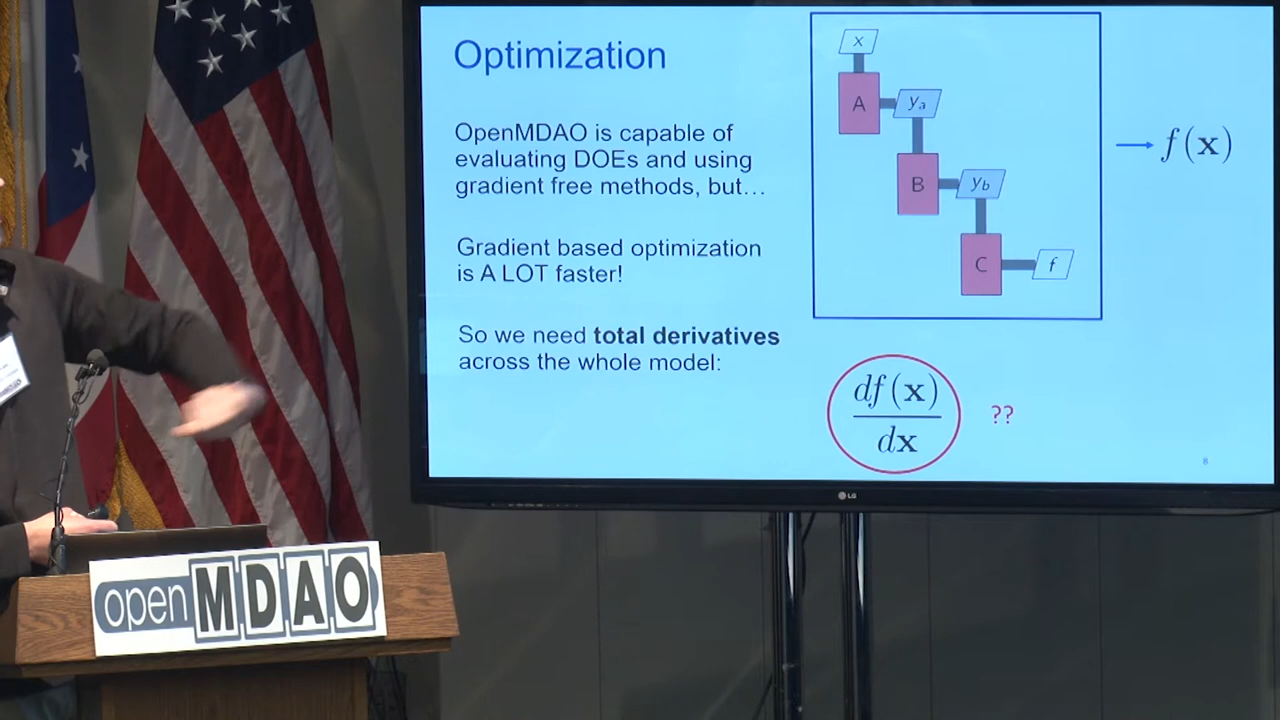 Optimization
OpenMDAO is capable of
evaluating DOEs and using
gradient free methods, but...
Gradient based optimization
is A LOT faster!
So we need total derivatives
across the whole model:
x
A
yₐ
B
y_b
C
f
→ f(x)
df(x)
dx
??
8
LG
openMDAO